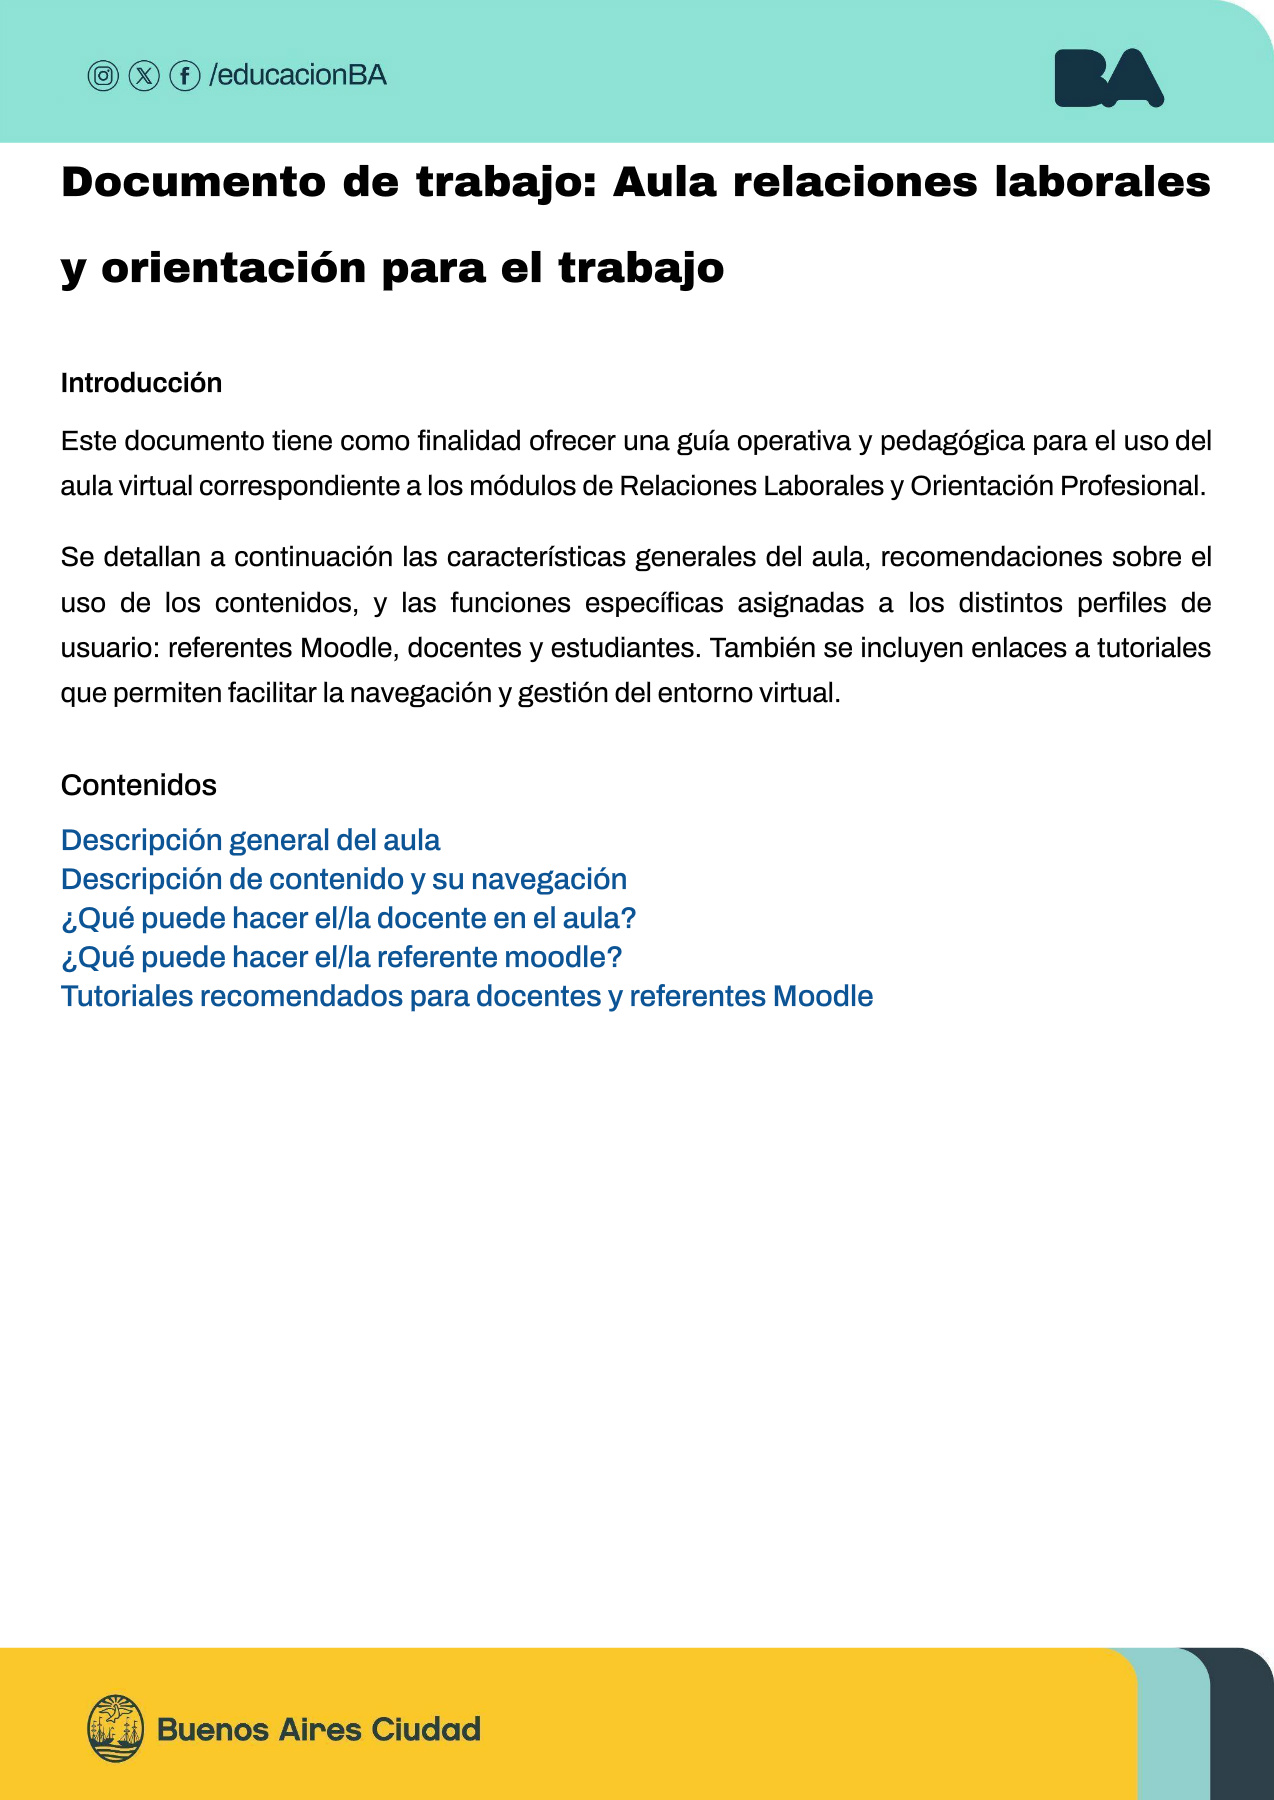 /educacionBA
BA
Documento de trabajo: Aula relaciones laborales
y orientación para el trabajo
Introducción
Este documento tiene como finalidad ofrecer una guía operativa y pedagógica para el uso del
aula virtual correspondiente a los módulos de Relaciones Laborales y Orientación Profesional.
Se detallan a continuación las características generales del aula, recomendaciones sobre el
uso de los contenidos, y las funciones específicas asignadas a los distintos perfiles de
usuario: referentes Moodle, docentes y estudiantes. También se incluyen enlaces a tutoriales
que permiten facilitar la navegación y gestión del entorno virtual.
Contenidos
Descripción general del aula
Descripción de contenido y su navegación
¿Qué puede hacer el/la docente en el aula?
¿Qué puede hacer el/la referente moodle?
Tutoriales recomendados para docentes y referentes Moodle
Buenos Aires Ciudad